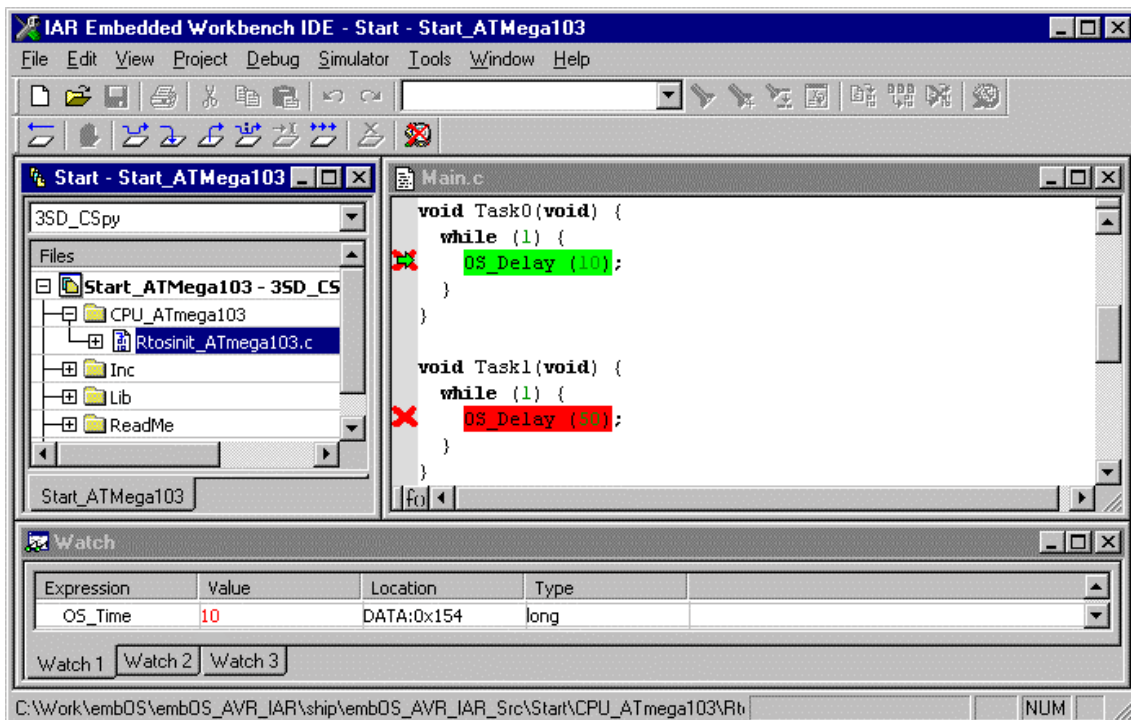 IAR Embedded Workbench IDE - Start - Start_ATMega103
File Edit View Project Debug Simulator Tools Window Help
Start - Start_ATMega103
3SD_CSpy
Files
Start_ATMega103 - 3SD_CS
CPU_ATmega103
Rtosinit_ATmega103.c
Inc
Lib
ReadMe
Start_ATMega103
Main.c
void Task0(void) {
while (1) {
OS_Delay (10);
}
}
void Task1(void) {
while (1) {
OS_Delay (50);
}
}
fo
Watch
Expression Value Location Type
OS_Time 10 DATA:0x154 long
Watch 1 Watch 2 Watch 3
C:\Work\embOS\embOS_AVR_IAR\ship\embOS_AVR_IAR_Src\Start\CPU_ATmega103\Rt NUM